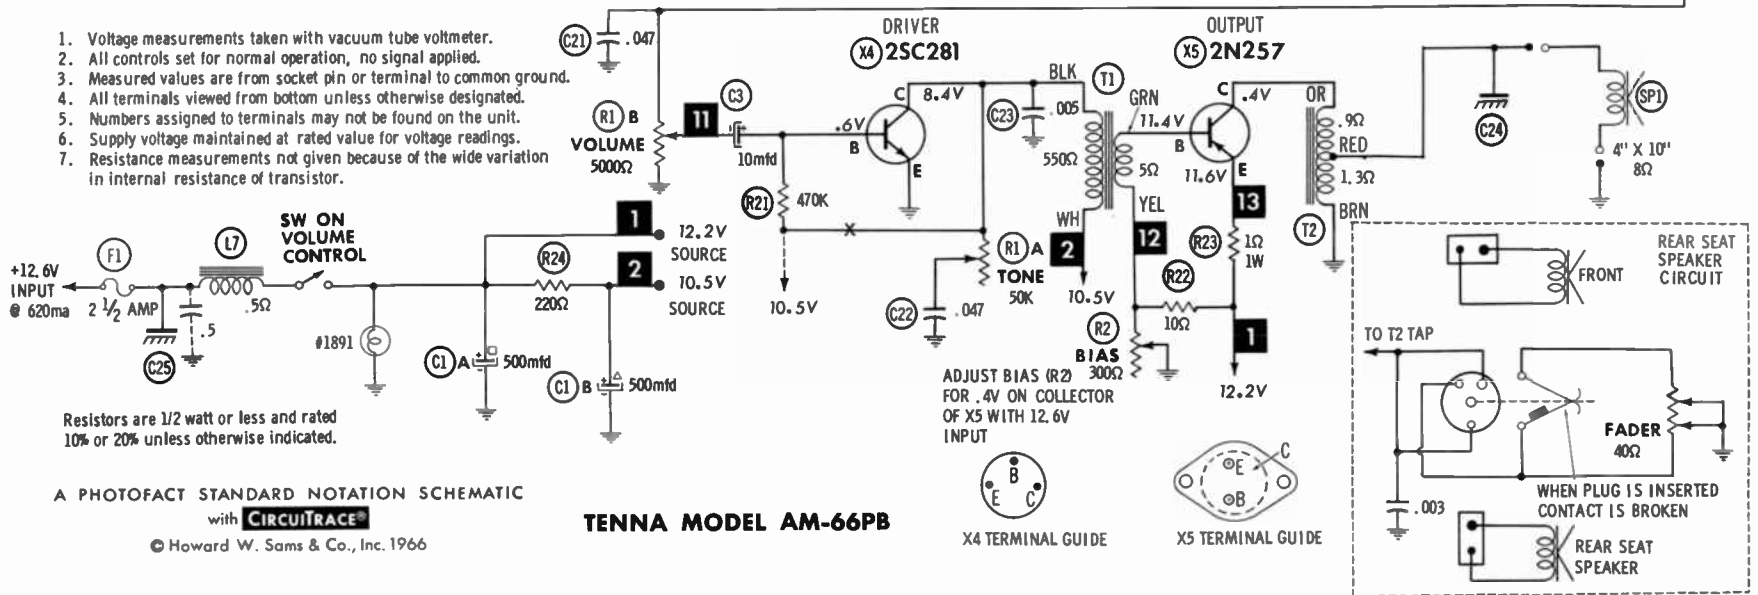 1. Voltage measurements taken with vacuum tube voltmeter.
2. All controls set for normal operation, no signal applied.
3. Measured values are from socket pin or terminal to common ground.
4. All terminals viewed from bottom unless otherwise designated.
5. Numbers assigned to terminals may not be found on the unit.
6. Supply voltage maintained at rated value for voltage readings.
7. Resistance measurements not given because of the wide variation
in internal resistance of transistor.
C21 .047
R1 B
VOLUME
5000Ω
11
C3
10mfd
DRIVER
X4 2SC281
C
8.4V
.6V
B
E
R21 470K
X
10.5V
C23 .005
BLK
T1
550Ω
WH
2
10.5V
GRN
5Ω
YEL
12
R1 A
TONE
50K
C22 .047
OUTPUT
X5 2N257
C .4V
11.4V
B
E
11.6V
13
R23 1Ω
1W
R22
10Ω
R2
BIAS
300Ω
1
12.2V
OR
.9Ω
RED
1.3Ω
BRN
T2
C24
SP1
4" X 10"
8Ω
ADJUST BIAS (R2)
FOR .4V ON COLLECTOR
OF X5 WITH 12.6V
INPUT
+12.6V
INPUT
@ 620ma
F1
2 1/2 AMP
C25
.5
L7
.5Ω
SW ON
VOLUME
CONTROL
#1891
R24
220Ω
1
12.2V
SOURCE
2
10.5V
SOURCE
C1 A + 500mfd
C1 B + 500mfd
Resistors are 1/2 watt or less and rated
10% or 20% unless otherwise indicated.
A PHOTOFACT STANDARD NOTATION SCHEMATIC
with CIRCUITRACE®
© Howard W. Sams & Co., Inc. 1966
TENNA MODEL AM-66PB
B
E C
X4 TERMINAL GUIDE
E
C
B
X5 TERMINAL GUIDE
REAR SEAT
SPEAKER
CIRCUIT
FRONT
TO T2 TAP
.003
FADER
40Ω
WHEN PLUG IS INSERTED
CONTACT IS BROKEN
REAR SEAT
SPEAKER